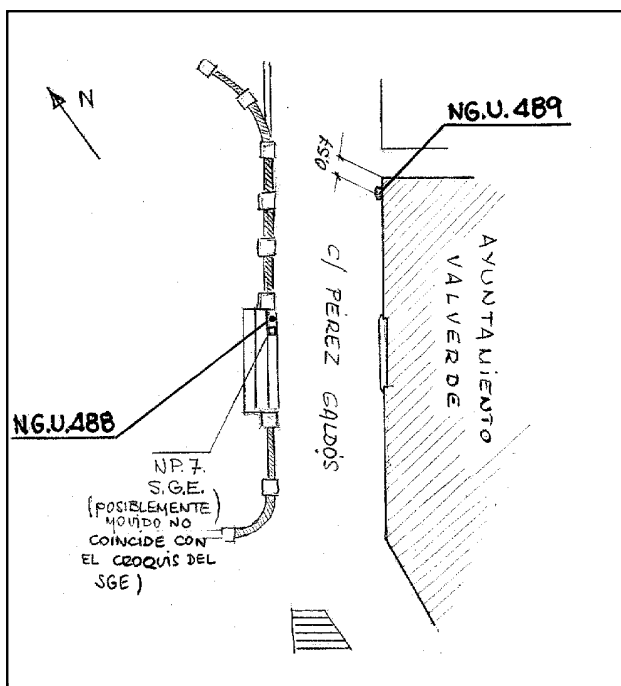 N
NG.U.489
0.57
C/ PÉREZ GALDÓS
AYUNTAMIENTO
VALVERDE
NG.U.488
NP.7.
S.G.E.
(POSIBLEMENTE)
MOVIDO NO
COINCIDE CON
EL CROQUIS DEL
SGE)